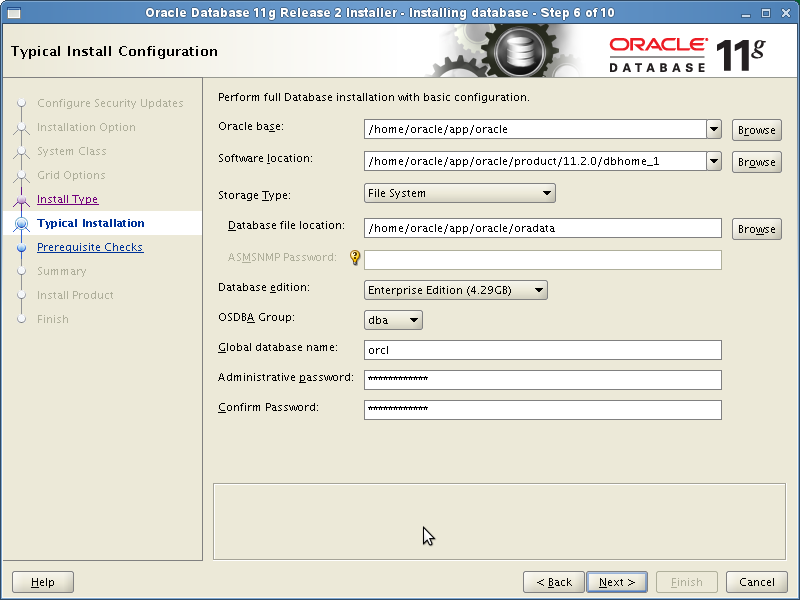 Oracle Database 11g Release 2 Installer - Installing database - Step 6 of 10
Typical Install Configuration
ORACLE® 11g
DATABASE
Configure Security Updates
Installation Option
System Class
Grid Options
Install Type
Typical Installation
Prerequisite Checks
Summary
Install Product
Finish
Perform full Database installation with basic configuration.
Oracle base: /home/oracle/app/oracle Browse
Software location: /home/oracle/app/oracle/product/11.2.0/dbhome_1 Browse
Storage Type: File System
Database file location: /home/oracle/app/oracle/oradata Browse
ASMSNMP Password:
Database edition: Enterprise Edition (4.29GB)
OSDBA Group: dba
Global database name: orcl
Administrative password: ************
Confirm Password: ************
Help < Back Next > Finish Cancel